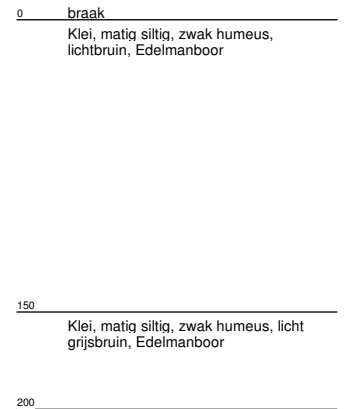 0 braak
Klei, matig siltig, zwak humeus,
lichtbruin, Edelmanboor
150
Klei, matig siltig, zwak humeus, licht
grijsbruin, Edelmanboor
200